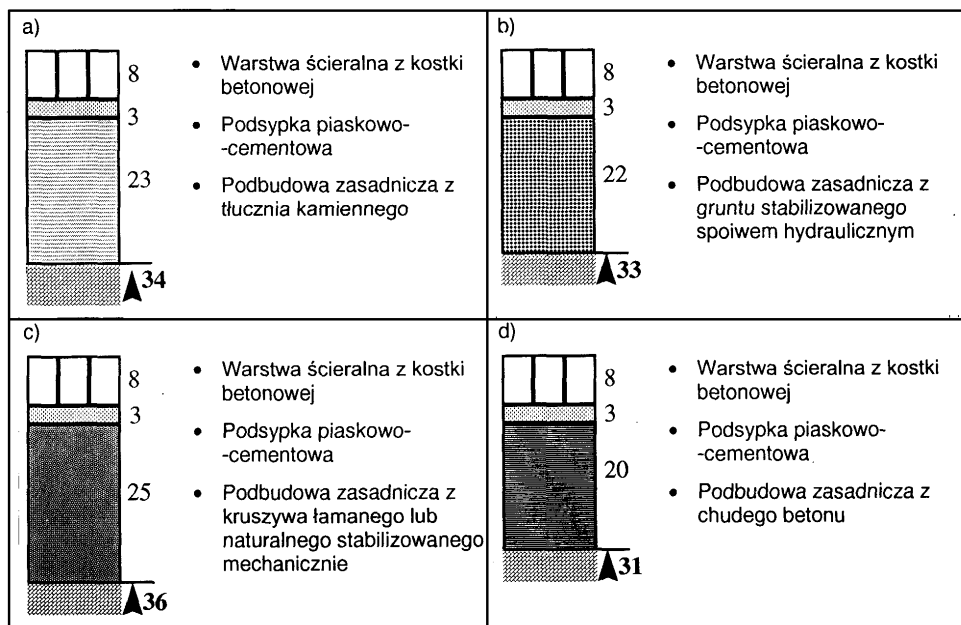 a)
8
3
23
34
• Warstwa ścieralna z kostki
betonowej
• Podsypka piaskowo-
-cementowa
• Podbudowa zasadnicza z
tłucznia kamiennego
b)
8
3
22
33
• Warstwa ścieralna z kostki
betonowej
• Podsypka piaskowo-
-cementowa
• Podbudowa zasadnicza z
gruntu stabilizowanego
spoiwem hydraulicznym
c)
8
3
25
36
• Warstwa ścieralna z kostki
betonowej
• Podsypka piaskowo-
-cementowa
• Podbudowa zasadnicza z
kruszywa łamanego lub
naturalnego stabilizowanego
mechanicznie
d)
8
3
20
31
• Warstwa ścieralna z kostki
betonowej
• Podsypka piaskowo-
-cementowa
• Podbudowa zasadnicza z
chudego betonu